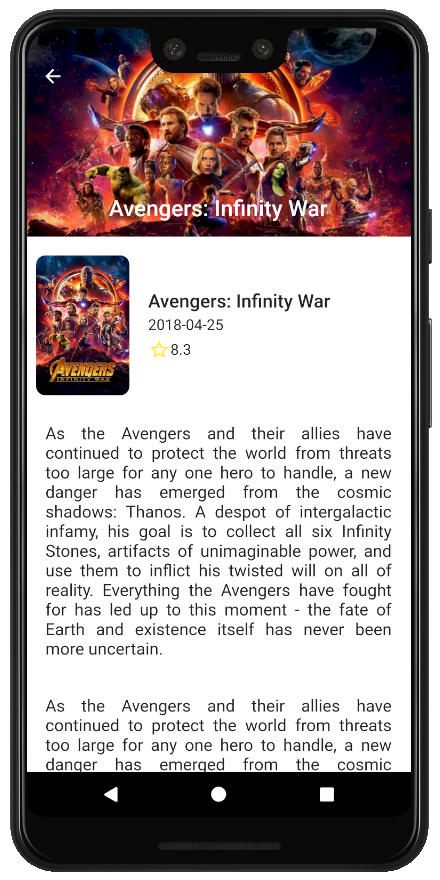 Avengers: Infinity War
AVENGERS
INFINITY WAR
Avengers: Infinity War
2018-04-25
8.3
As the Avengers and their allies have
continued to protect the world from threats
too large for any one hero to handle, a new
danger has emerged from the cosmic
shadows: Thanos. A despot of intergalactic
infamy, his goal is to collect all six Infinity
Stones, artifacts of unimaginable power, and
use them to inflict his twisted will on all of
reality. Everything the Avengers have fought
for has led up to this moment - the fate of
Earth and existence itself has never been
more uncertain.
As the Avengers and their allies have
continued to protect the world from threats
too large for any one hero to handle, a new
danger has emerged from the cosmic